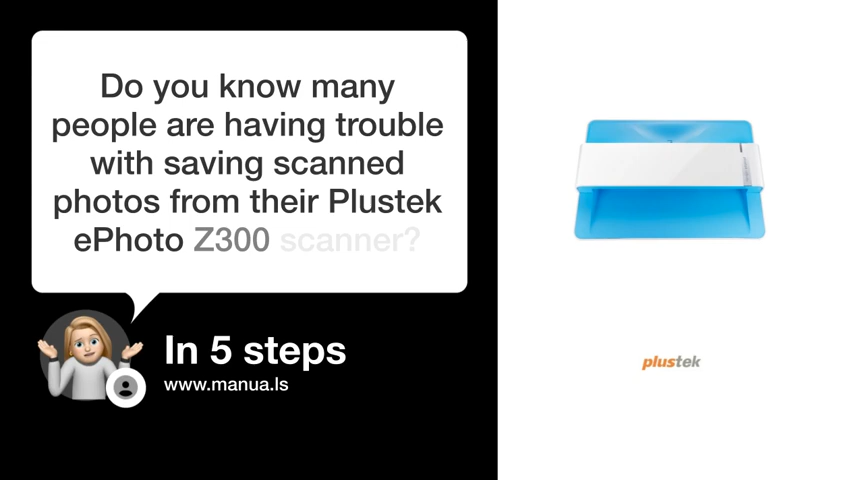 Do you know many
people are having trouble
with saving scanned
photos from their Plustek
ePhoto Z300 scanner?
In 5 steps
www.manua.ls
plustek